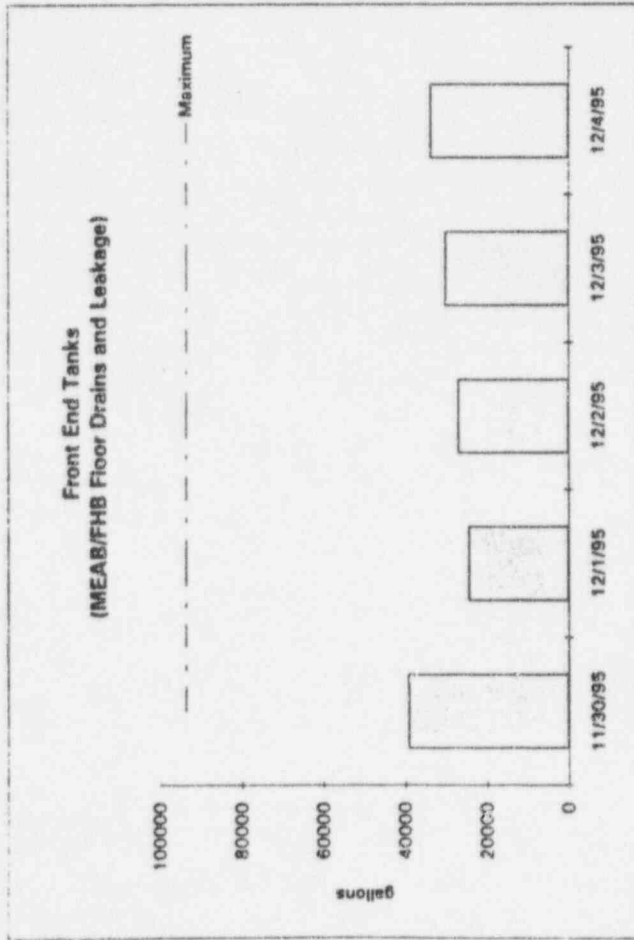 Front End Tanks
(MEAB/FHB Floor Drains and Leakage)
Maximum
100000
80000
60000
40000
20000
0
gallons
11/30/95
12/1/95
12/2/95
12/3/95
12/4/95